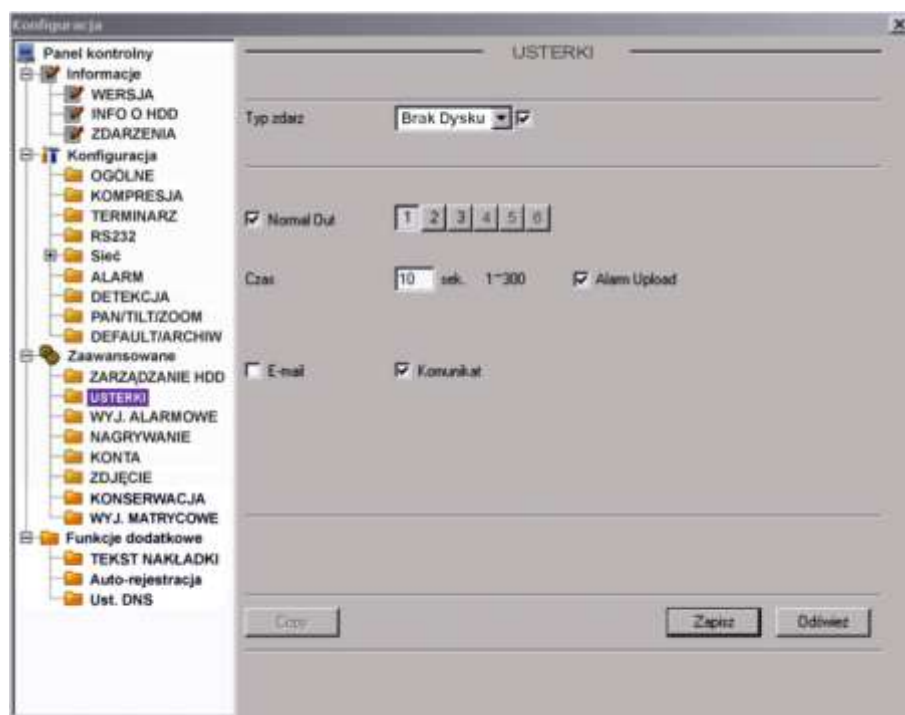 Konfiguracja
Panel kontrolny
Informacje
WERSJA
INFO O HDD
ZDARZENIA
Konfiguracja
OGÓLNE
KOMPRESJA
TERMINARZ
RS232
Sieć
ALARM
DETEKCJA
PAN/TILT/ZOOM
DEFAULT/ARCHIW
Zaawansowane
ZARZĄDZANIE HDD
USTERKI
WYJ. ALARMOWE
NAGRYWANIE
KONTA
ZDJĘCIE
KONSERWACJA
WYJ. MATRYCOWE
Funkcje dodatkowe
TEKST NAKŁADKI
Auto-rejestracja
Ust. DNS
USTERKI
Typ zdarz Brak Dysku
Normal Out 1 2 3 4 5 6
Czas 10 sek. 1~300 Alarm Upload
E-mail Komunikat
Copy Zapisz Odśwież